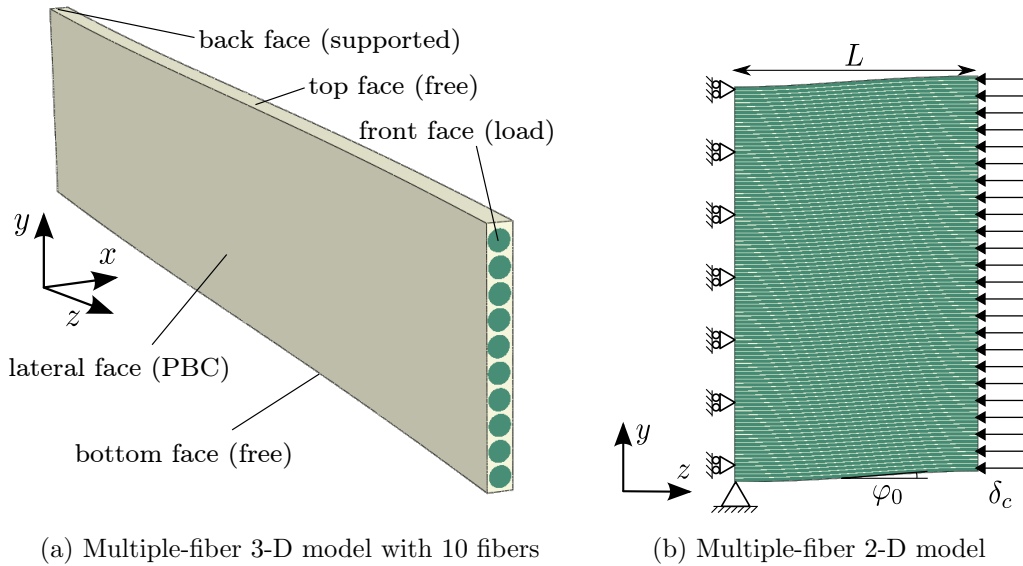 back face (supported)
top face (free)
front face (load)
y
x
z
lateral face (PBC)
bottom face (free)
(a) Multiple-fiber 3-D model with 10 fibers
L
y
z
φ₀
δ_c
(b) Multiple-fiber 2-D model